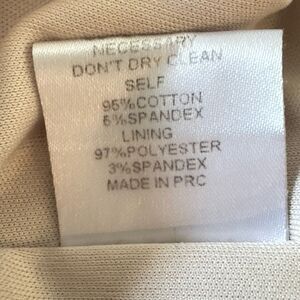 NECESSARY
DON'T DRY CLEAN
SELF
95%COTTON
5%SPANDEX
LINING
97%POLYESTER
3%SPANDEX
MADE IN PRC